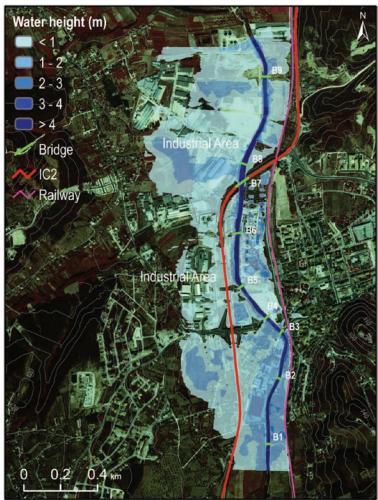 Water height (m)
< 1
1 - 2
2 - 3
3 - 4
> 4
Bridge
IC2
Railway
N
B9
Industrial Area
B8
B7
B6
Industrial Area
B5
B4
B3
B2
B1
0 0.2 0.4 km